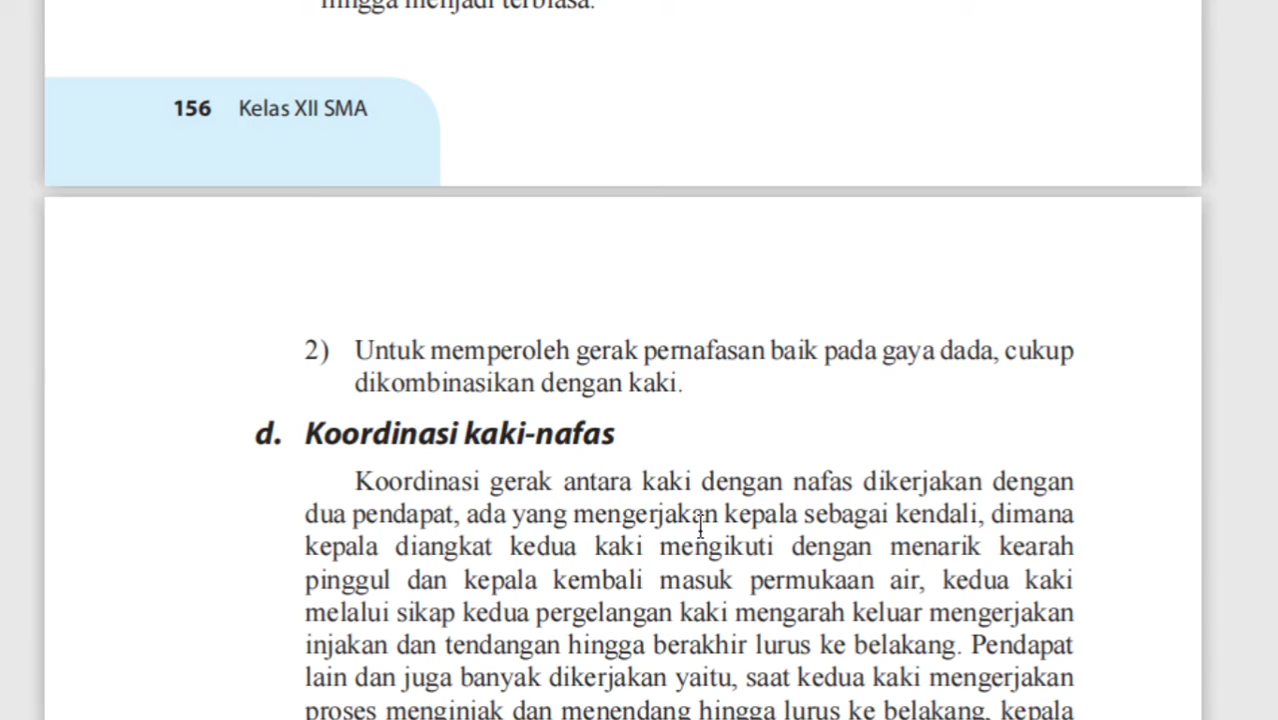 hingga menjadi terbiasa.
156 Kelas XII SMA
2) Untuk memperoleh gerak pernafasan baik pada gaya dada, cukup
dikombinasikan dengan kaki.
d. Koordinasi kaki-nafas
Koordinasi gerak antara kaki dengan nafas dikerjakan dengan
dua pendapat, ada yang mengerjakan kepala sebagai kendali, dimana
kepala diangkat kedua kaki mengikuti dengan menarik kearah
pinggul dan kepala kembali masuk permukaan air, kedua kaki
melalui sikap kedua pergelangan kaki mengarah keluar mengerjakan
injakan dan tendangan hingga berakhir lurus ke belakang. Pendapat
lain dan juga banyak dikerjakan yaitu, saat kedua kaki mengerjakan
proses menginjak dan menendang hingga lurus ke belakang, kepala